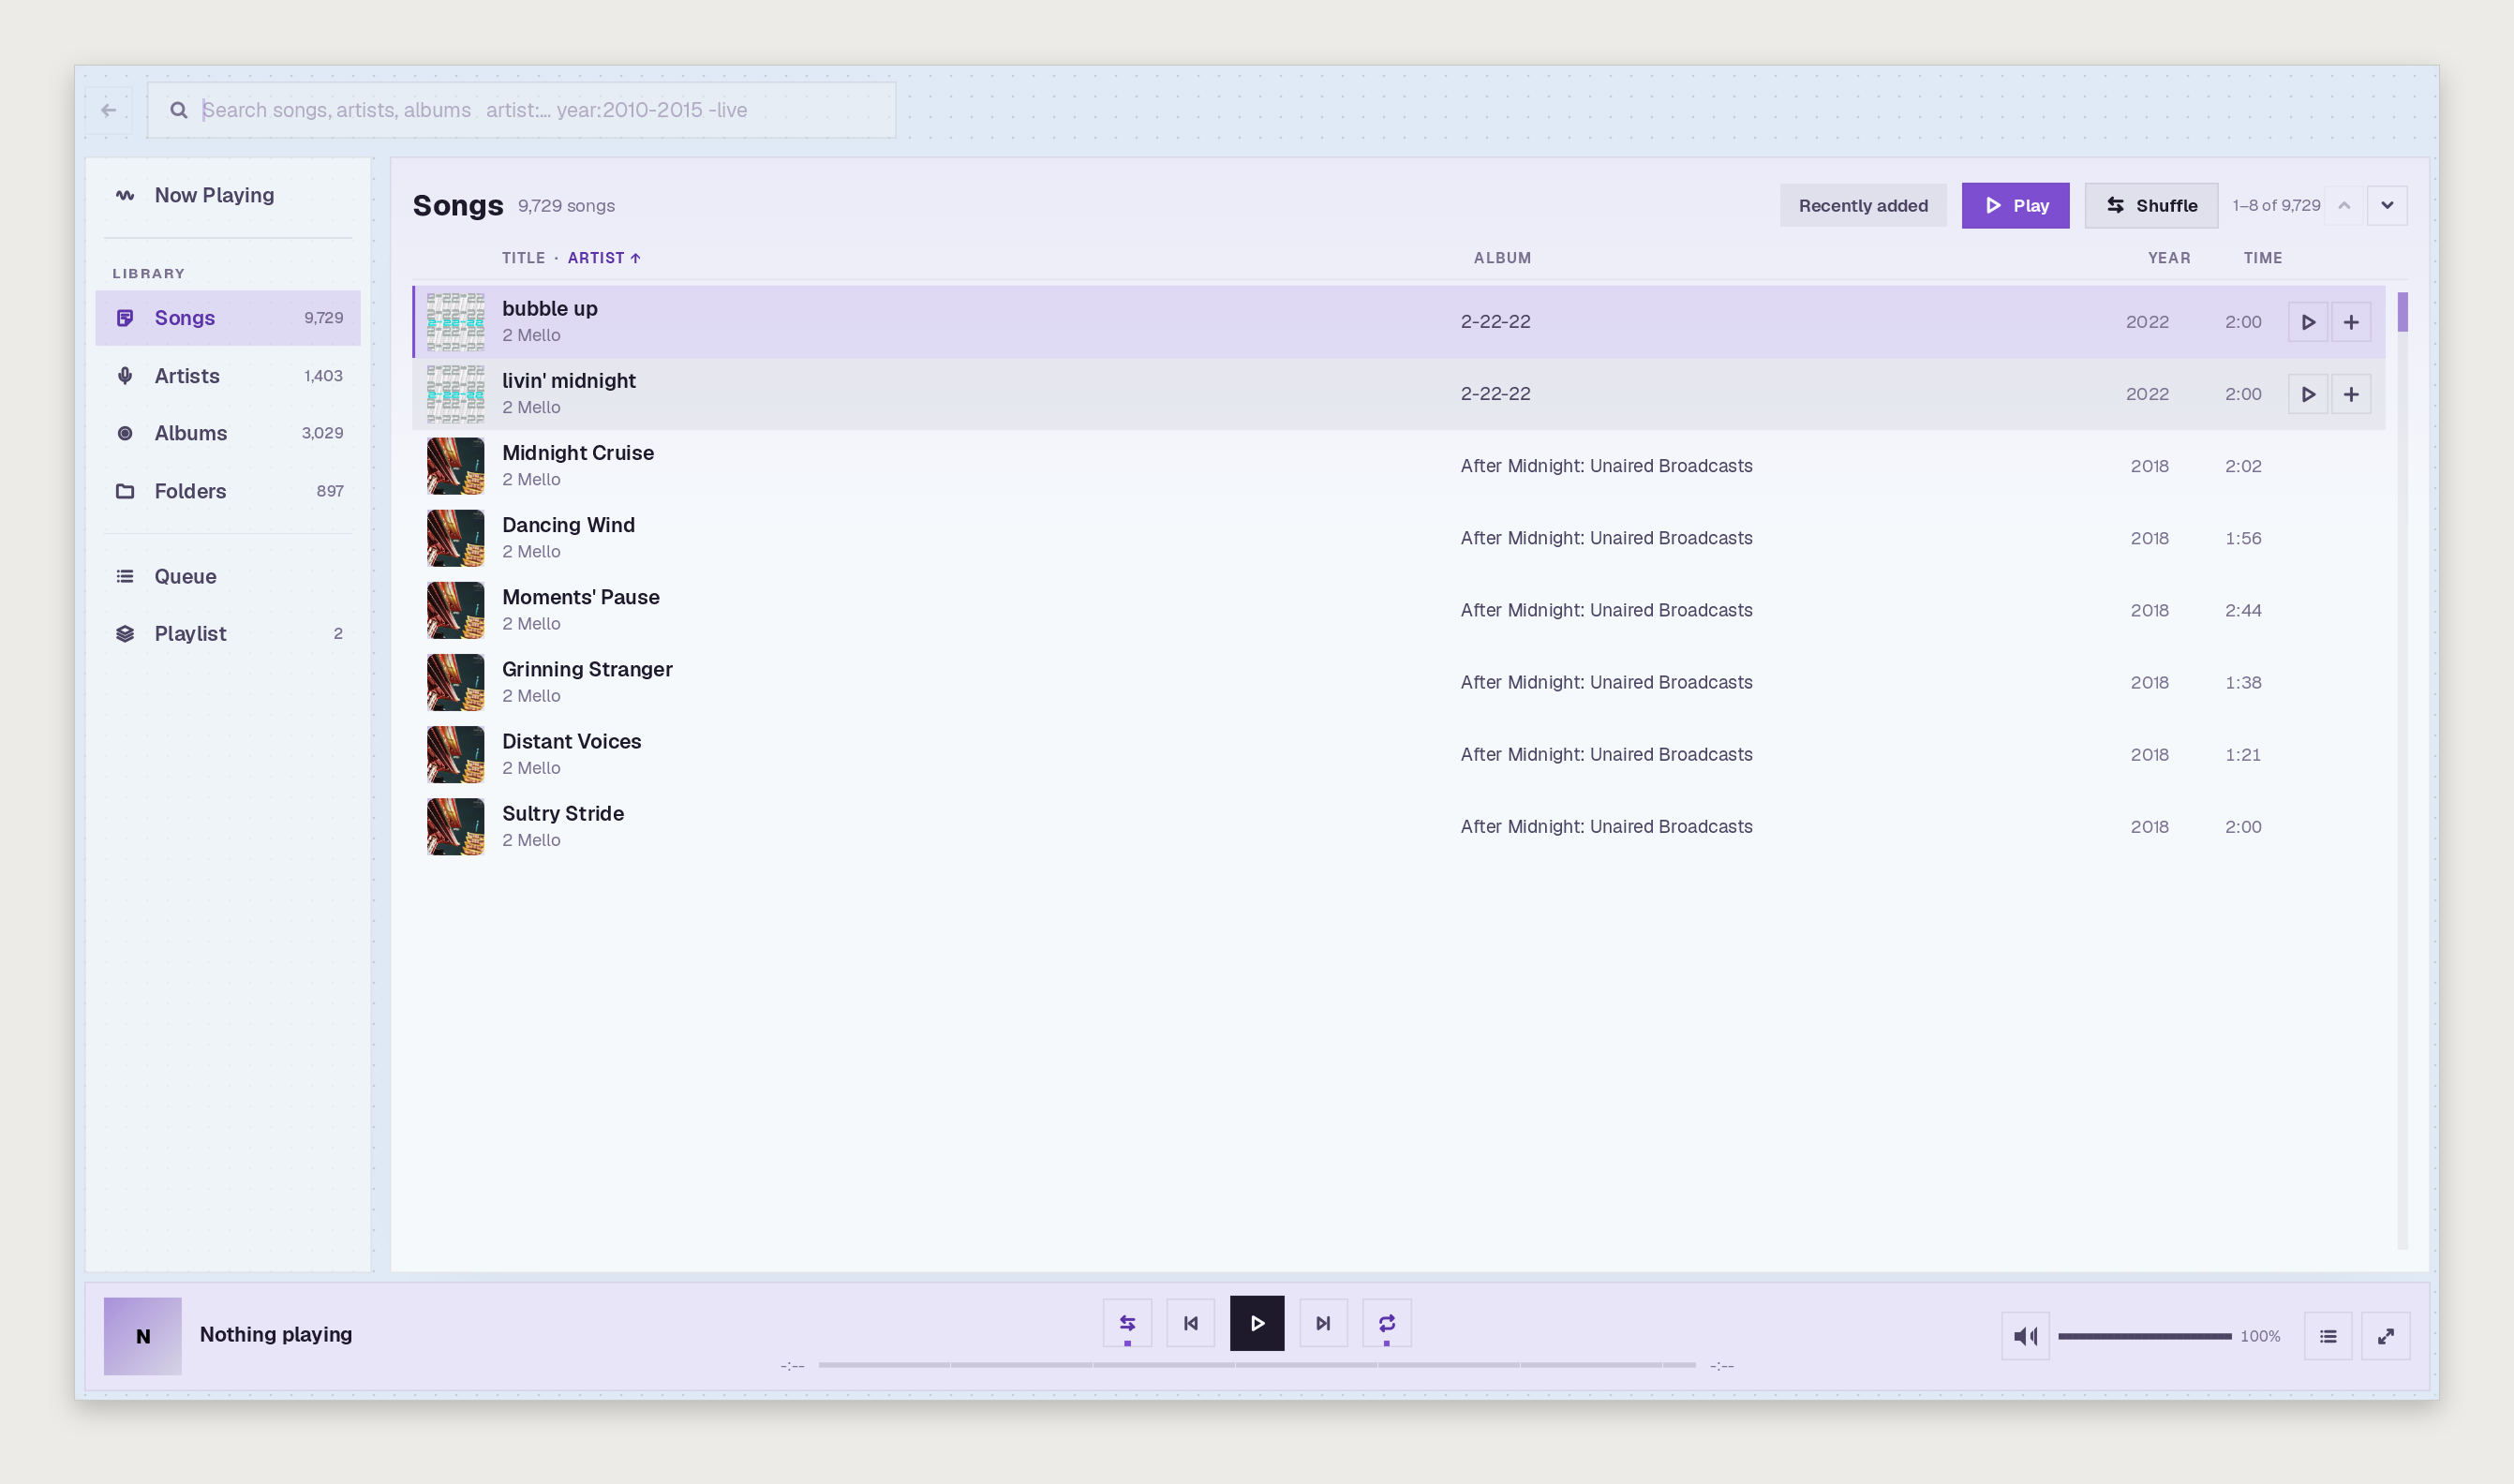 Search songs, artists, albums artist:... year:2010-2015 -live
Now Playing
LIBRARY
Songs 9,729
Artists 1,403
Albums 3,029
Folders 897
Queue
Playlist 2
Songs 9,729 songs Recently added Play Shuffle 1–8 of 9,729
TITLE · ARTIST ↑ ALBUM YEAR TIME
bubble up
2 Mello
2-22-22 2022 2:00
livin' midnight
2 Mello
2-22-22 2022 2:00
Midnight Cruise
2 Mello
After Midnight: Unaired Broadcasts 2018 2:02
Dancing Wind
2 Mello
After Midnight: Unaired Broadcasts 2018 1:56
Moments' Pause
2 Mello
After Midnight: Unaired Broadcasts 2018 2:44
Grinning Stranger
2 Mello
After Midnight: Unaired Broadcasts 2018 1:38
Distant Voices
2 Mello
After Midnight: Unaired Broadcasts 2018 1:21
Sultry Stride
2 Mello
After Midnight: Unaired Broadcasts 2018 2:00
N
Nothing playing
-:-- -:--
100%